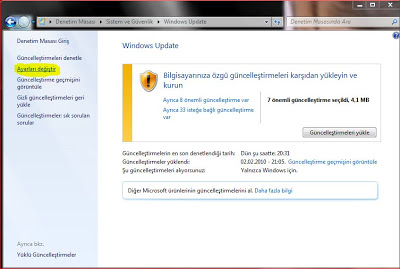 Denetim Masası ▸ Sistem ve Güvenlik ▸ Windows Update
Denetim Masasında Ara
Denetim Masası Giriş
Güncelleştirmeleri denetle
Ayarları değiştir
Güncelleştirme geçmişini
görüntüle
Gizli güncelleştirmeleri geri
yükle
Güncelleştirmeler: sık sorulan
sorular
Ayrıca bkz.
Yüklü Güncelleştirmeler
Windows Update
Bilgisayarınıza özgü güncelleştirmeleri karşıdan yükleyin ve
kurun
Ayrıca 8 önemli güncelleştirme var
Ayrıca 33 isteğe bağlı güncelleştirme
var
7 önemli güncelleştirme seçildi, 4,1 MB
Güncelleştirmeleri yükle
Güncelleştirmelerin en son denetlendiği tarih: Dün şu saatte: 20:31
Güncelleştirmeler yüklendi: 02.02.2010 - 21:05. Güncelleştirme geçmişini görüntüle
Şu güncelleştirmeleri alıyorsunuz: Yalnızca Windows için.
Diğer Microsoft ürünlerinin güncelleştirmelerini al. Daha fazla bilgi